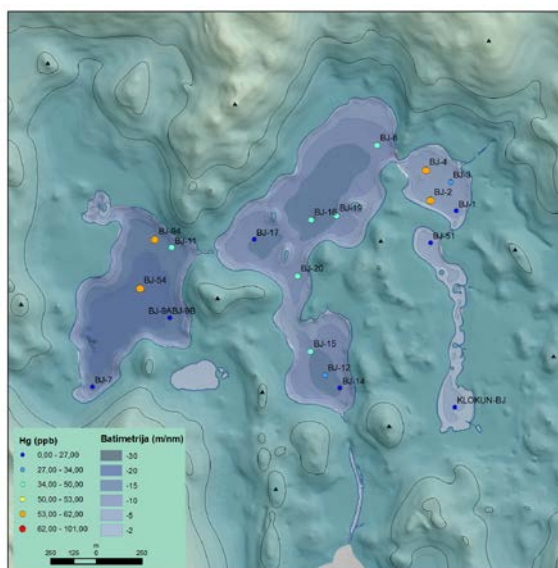 BJ-6
BJ-4
BJ-3
BJ-2
BJ-1
BJ-18
BJ-19
BJ-17
BJ-51
BJ-11
BJ-20
BJ-54
BJ-9ABJ-9B
BJ-15
BJ-12
BJ-14
BJ-7
KLOKUN-BJ
Hg (ppb)
0,00 - 27,00
27,00 - 34,00
34,00 - 50,00
50,00 - 53,00
53,00 - 62,00
62,00 - 101,00
Batimetrija (m/nm)
-30
-20
-15
-10
-5
-2
m
250 125 0 250